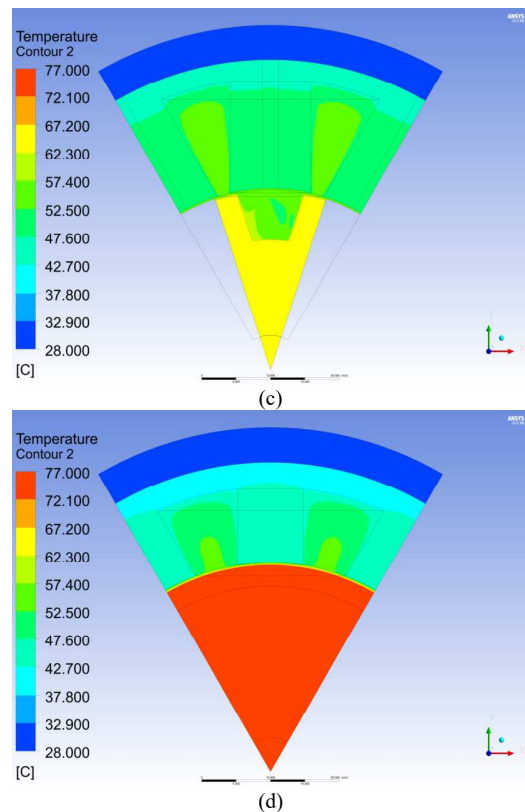 ANSYS
Temperature
Contour 2
77.000
72.100
67.200
62.300
57.400
52.500
47.600
42.700
37.800
32.900
28.000
[C]
Y
X
(c)
ANSYS
Temperature
Contour 2
77.000
72.100
67.200
62.300
57.400
52.500
47.600
42.700
37.800
32.900
28.000
[C]
Y
X
(d)